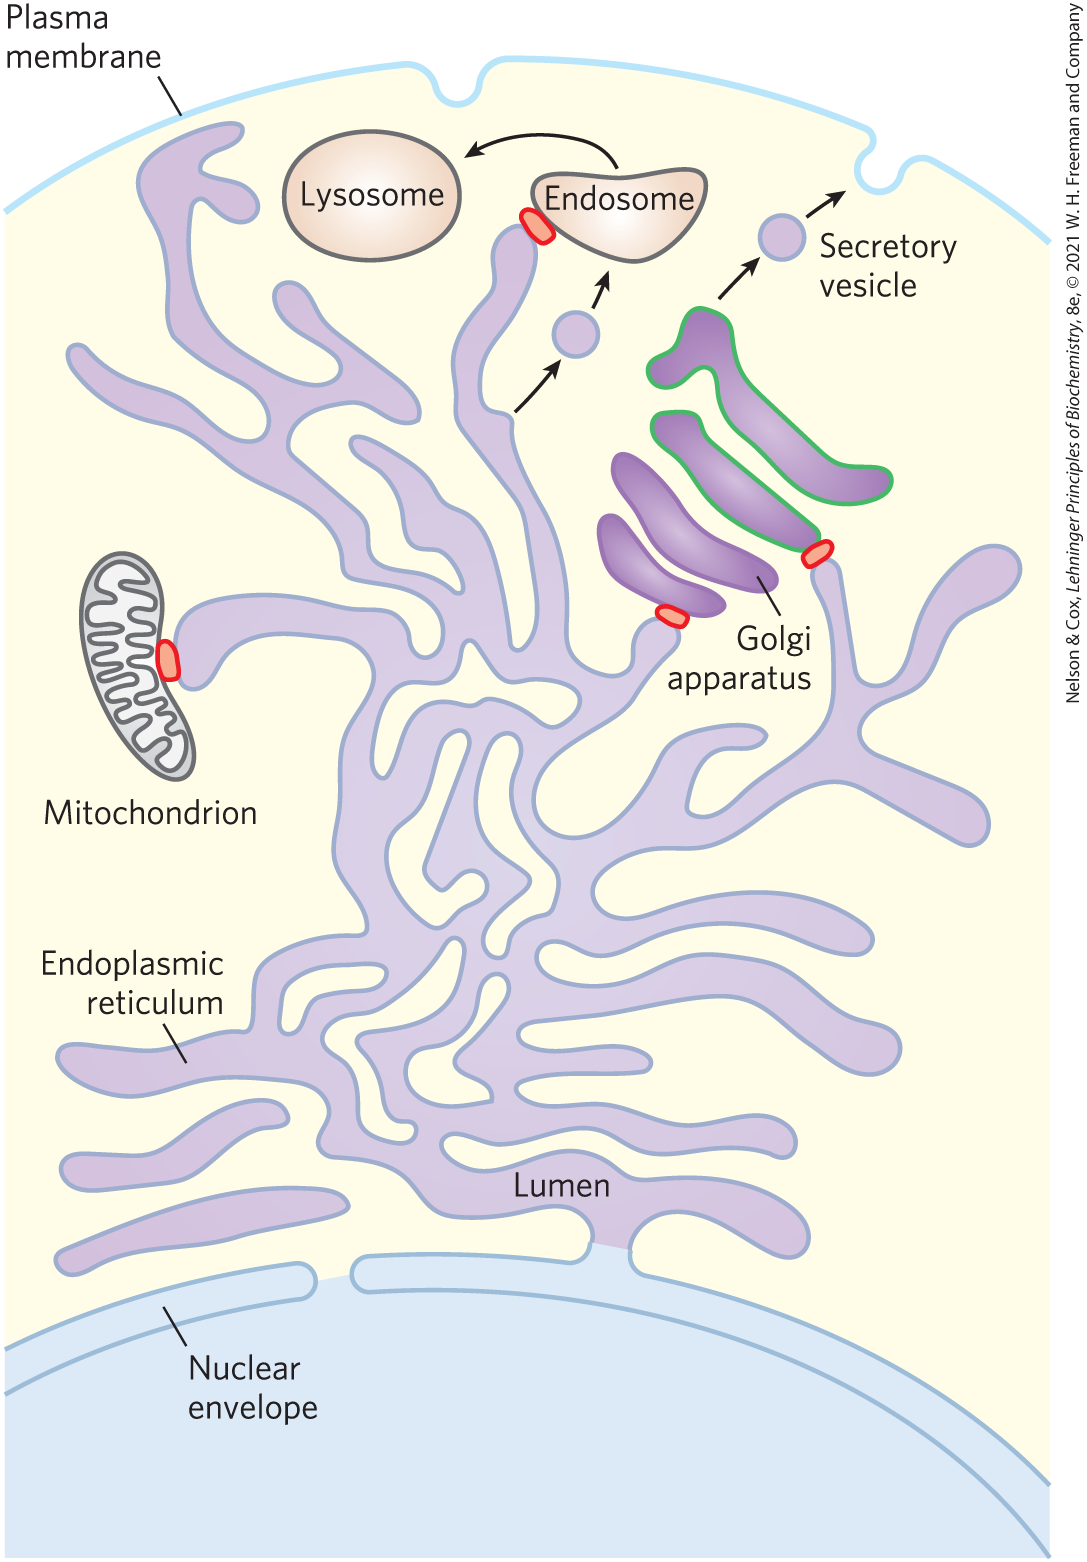 Plasma
membrane
Lysosome
Endosome
Secretory
vesicle
Golgi
apparatus
Mitochondrion
Endoplasmic
reticulum
Lumen
Nuclear
envelope
Nelson & Cox, Lehninger Principles of Biochemistry, 8e, © 2021 W. H. Freeman and Company